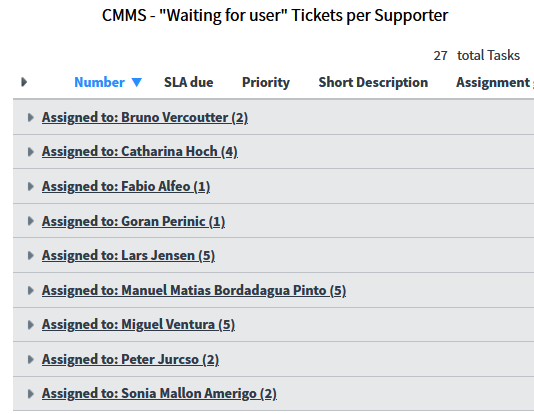 CMMS - "Waiting for user" Tickets per Supporter
27 total Tasks
Number ▼ SLA due Priority Short Description Assignment
Assigned to: Bruno Vercoutter (2)
Assigned to: Catharina Hoch (4)
Assigned to: Fabio Alfeo (1)
Assigned to: Goran Perinic (1)
Assigned to: Lars Jensen (5)
Assigned to: Manuel Matias Bordadagua Pinto (5)
Assigned to: Miguel Ventura (5)
Assigned to: Peter Jurcso (2)
Assigned to: Sonia Mallon Amerigo (2)